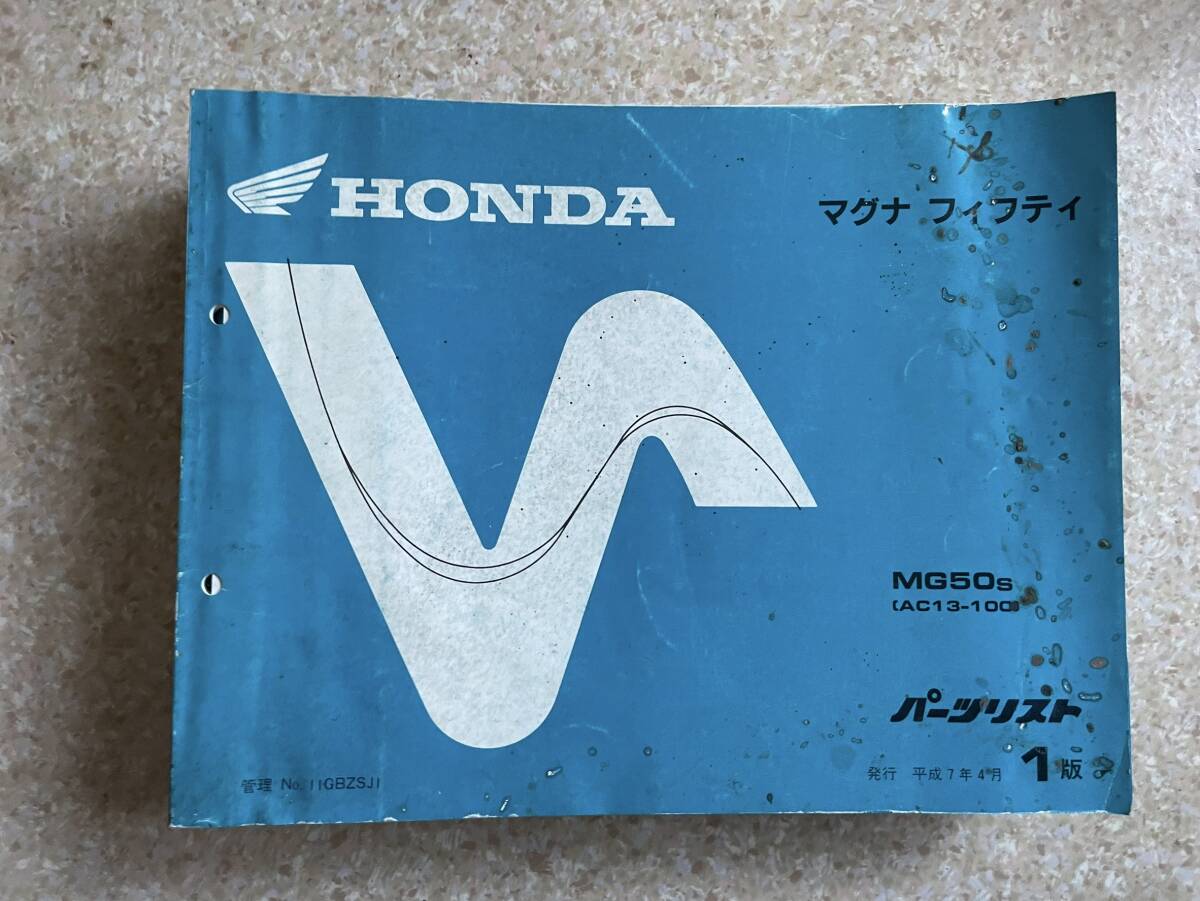 HONDA
マグナ フィフティ
MG50S
(AC13-100)
パーツリスト
管理 No. 11GBZSJ1
発行 平成7年4月 1版